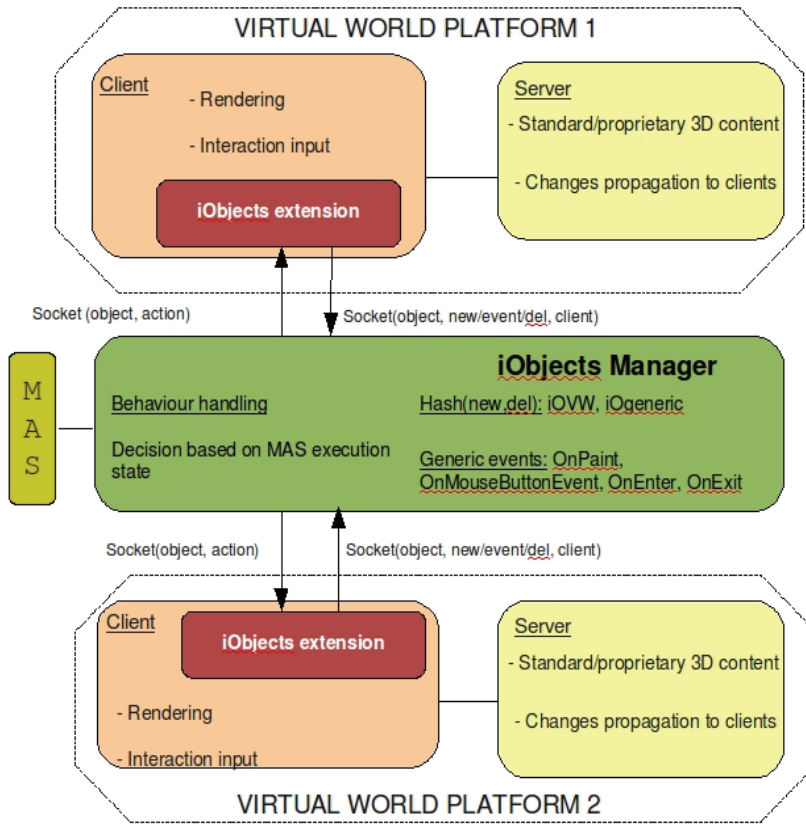 VIRTUAL WORLD PLATFORM 1
Client
- Rendering
- Interaction input
iObjects extension
Server
- Standard/proprietary 3D content
- Changes propagation to clients
Socket (object, action)
Socket(object, new/event/del, client)
M
A
S
iObjects Manager
Behaviour handling
Decision based on MAS execution
state
Hash(new,del): iOVW, iOgeneric
Generic events: OnPaint,
OnMouseButtonEvent, OnEnter, OnExit
Socket(object, action)
Socket(object, new/event/del, client)
Client
iObjects extension
- Rendering
- Interaction input
Server
- Standard/proprietary 3D content
- Changes propagation to clients
VIRTUAL WORLD PLATFORM 2